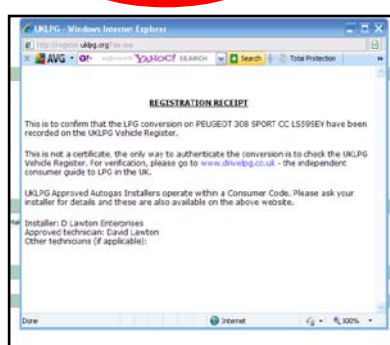 UKLPG - Windows Internet Explorer
uklpg.org
AVG YAHOO! SEARCH Search Total Protection
REGISTRATION RECEIPT
This is to confirm that the LPG conversion on PEUGEOT 308 SPORT CC LS59SEY have been
recorded on the UKLPG Vehicle Register.
This is not a certificate, the only way to authenticate the conversion is to check the UKLPG
Vehicle Register. For verification, please go to www.drivelpg.co.uk - the independent
consumer guide to LPG in the UK.
UKLPG Approved Autogas Installers operate within a Consumer Code. Please ask your
installer for details and these are also available on the above website.
Installer: D Lawton Enterprises
Approved technician: David Lawton
Other technicians (if applicable):
Done Internet 100%